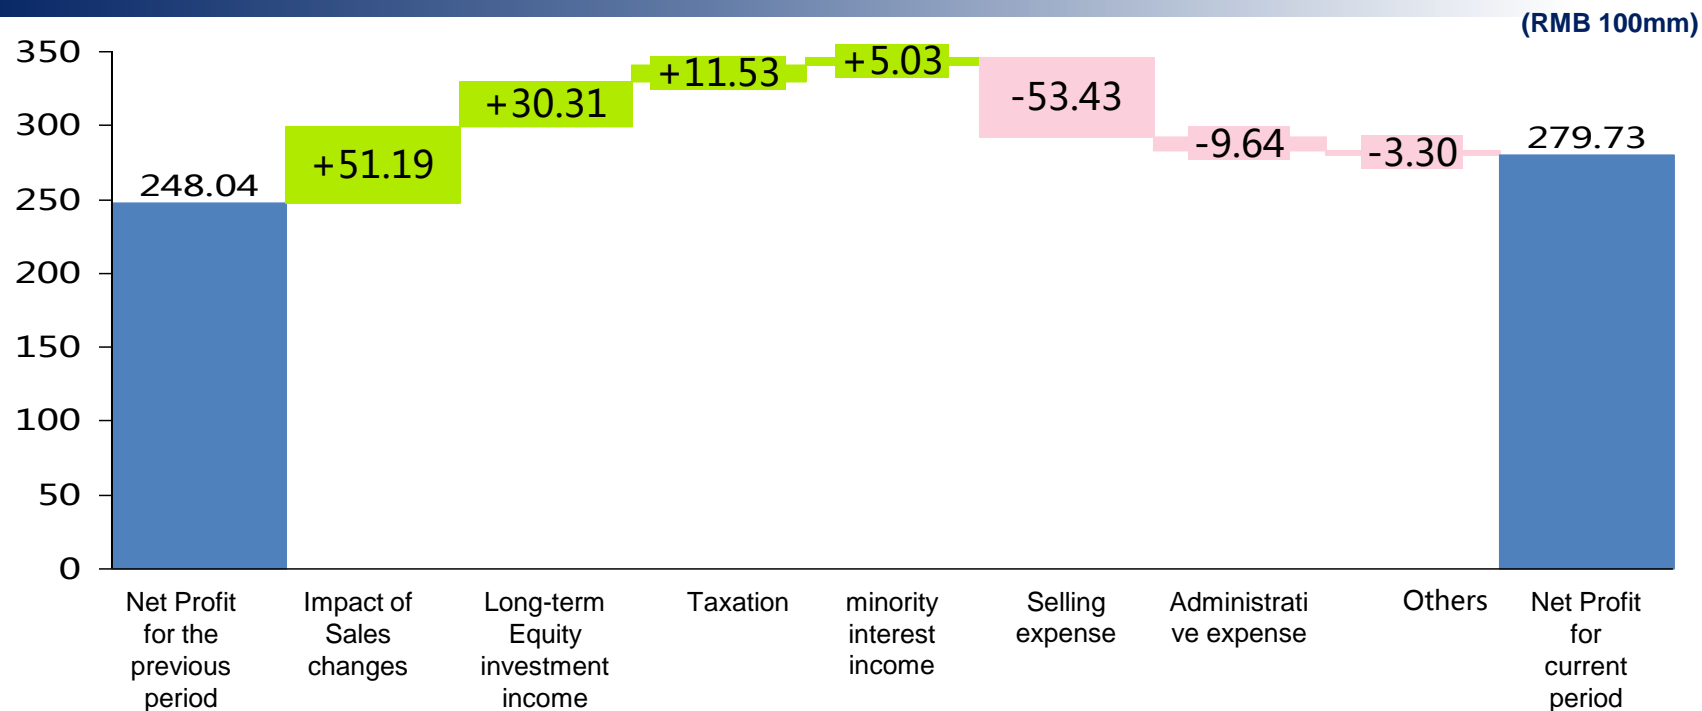 (RMB 100mm)
350
300
250
200
150
100
50
0
248.04
+51.19
+30.31
+11.53
+5.03
-53.43
-9.64
-3.30
279.73
Net Profit
for the
previous
period
Impact of
Sales
changes
Long-term
Equity
investment
income
Taxation
minority
interest
income
Selling
expense
Administrati
ve expense
Others
Net Profit
for
current
period